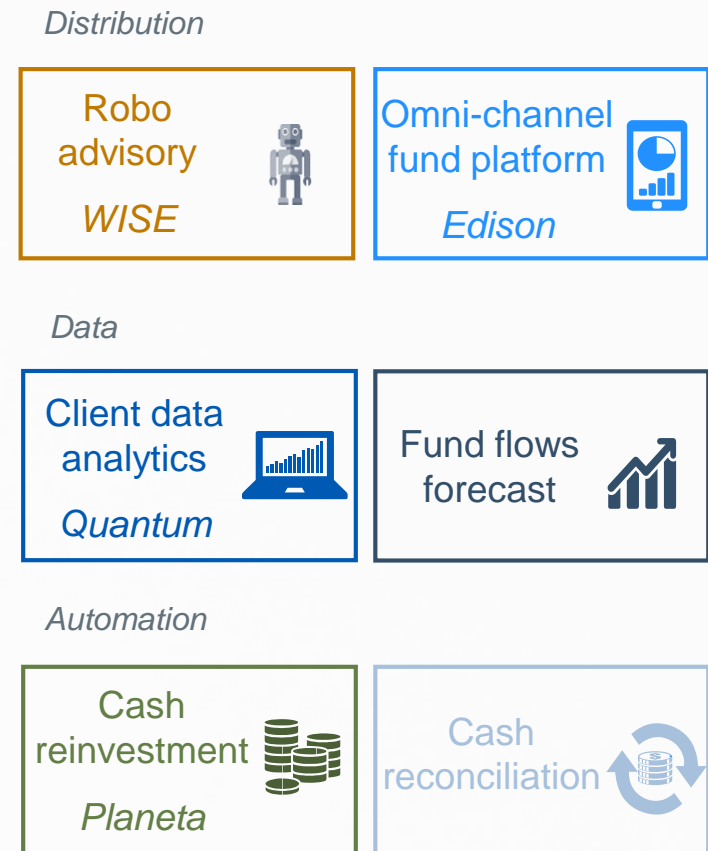 Distribution
Robo
advisory
WISE
Omni-channel
fund platform
Edison
Data
Client data
analytics
Quantum
Fund flows
forecast
Automation
Cash
reinvestment
Planeta
Cash
reconciliation
$